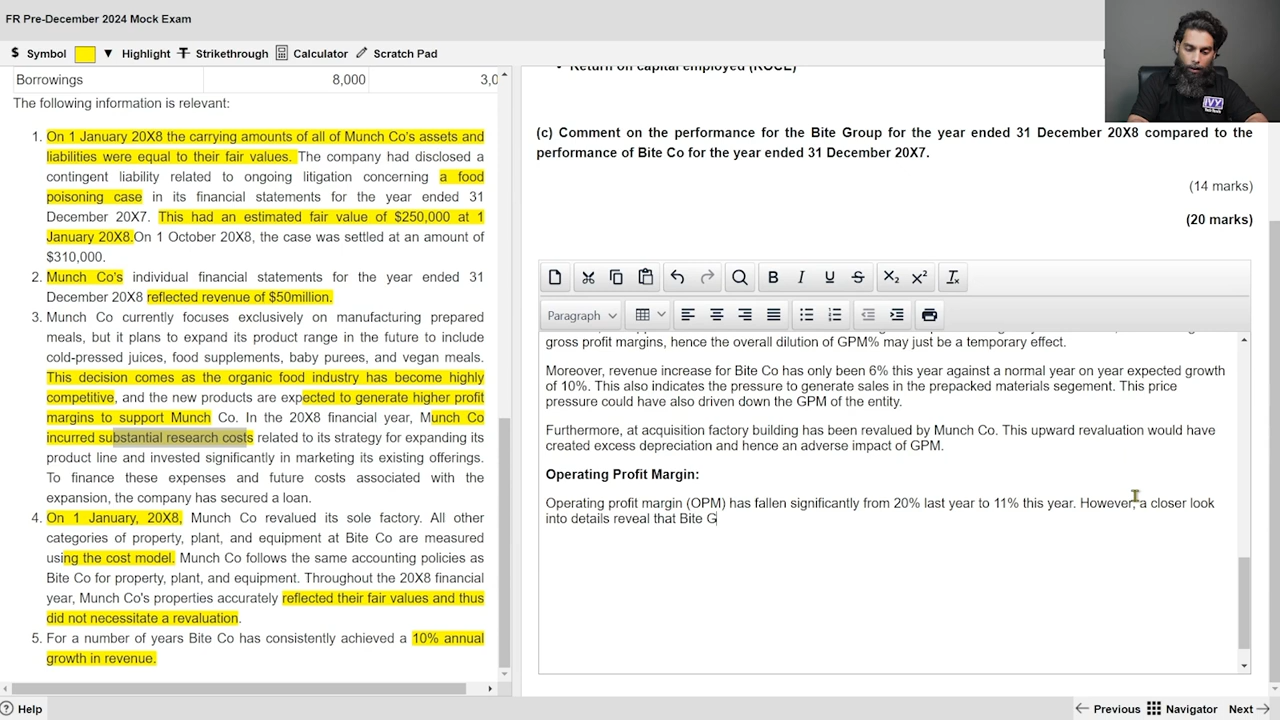 FR Pre-December 2024 Mock Exam
$ Symbol ▼ Highlight T Strikethrough Calculator Scratch Pad
IVY
Borrowings 8,000 3,0
The following information is relevant:
1. On 1 January 20X8 the carrying amounts of all of Munch Co's assets and
liabilities were equal to their fair values. The company had disclosed a
contingent liability related to ongoing litigation concerning a food
poisoning case in its financial statements for the year ended 31
December 20X7. This had an estimated fair value of $250,000 at 1
January 20X8.On 1 October 20X8, the case was settled at an amount of
$310,000.
2. Munch Co's individual financial statements for the year ended 31
December 20X8 reflected revenue of $50million.
3. Munch Co currently focuses exclusively on manufacturing prepared
meals, but it plans to expand its product range in the future to include
cold-pressed juices, food supplements, baby purees, and vegan meals.
This decision comes as the organic food industry has become highly
competitive, and the new products are expected to generate higher profit
margins to support Munch Co. In the 20X8 financial year, Munch Co
incurred substantial research costs related to its strategy for expanding its
product line and invested significantly in marketing its existing offerings.
To finance these expenses and future costs associated with the
expansion, the company has secured a loan.
4. On 1 January, 20X8, Munch Co revalued its sole factory. All other
categories of property, plant, and equipment at Bite Co are measured
using the cost model. Munch Co follows the same accounting policies as
Bite Co for property, plant, and equipment. Throughout the 20X8 financial
year, Munch Co's properties accurately reflected their fair values and thus
did not necessitate a revaluation.
5. For a number of years Bite Co has consistently achieved a 10% annual
growth in revenue.
Return on capital employed (ROCE)
(c) Comment on the performance for the Bite Group for the year ended 31 December 20X8 compared to the
performance of Bite Co for the year ended 31 December 20X7.
(14 marks)
(20 marks)
B I U S X₂ X² Tx
Paragraph
gross profit margins, hence the overall dilution of GPM% may just be a temporary effect.
Moreover, revenue increase for Bite Co has only been 6% this year against a normal year on year expected growth
of 10%. This also indicates the pressure to generate sales in the prepacked materials segement. This price
pressure could have also driven down the GPM of the entity.
Furthermore, at acquisition factory building has been revalued by Munch Co. This upward revaluation would have
created excess depreciation and hence an adverse impact of GPM.
Operating Profit Margin:
Operating profit margin (OPM) has fallen significantly from 20% last year to 11% this year. However, a closer look
into details reveal that Bite G
Help
Previous Navigator Next